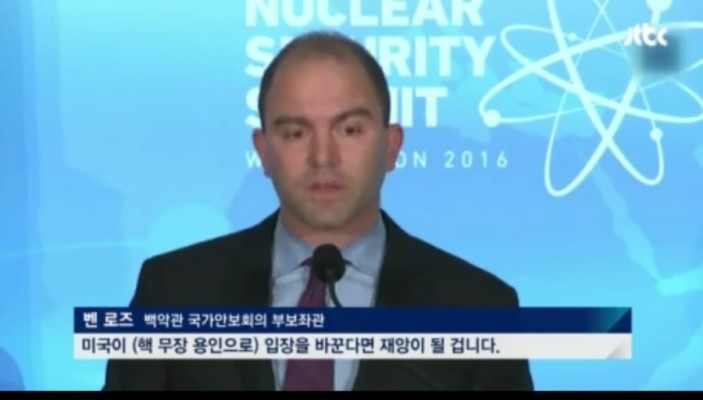 NUCLEAR
SECURITY
jtbc
2016
벤 로즈 백악관 국가안보회의 부보좌관
미국이 (핵 무장 용인으로) 입장을 바꾼다면 재앙이 될 겁니다.